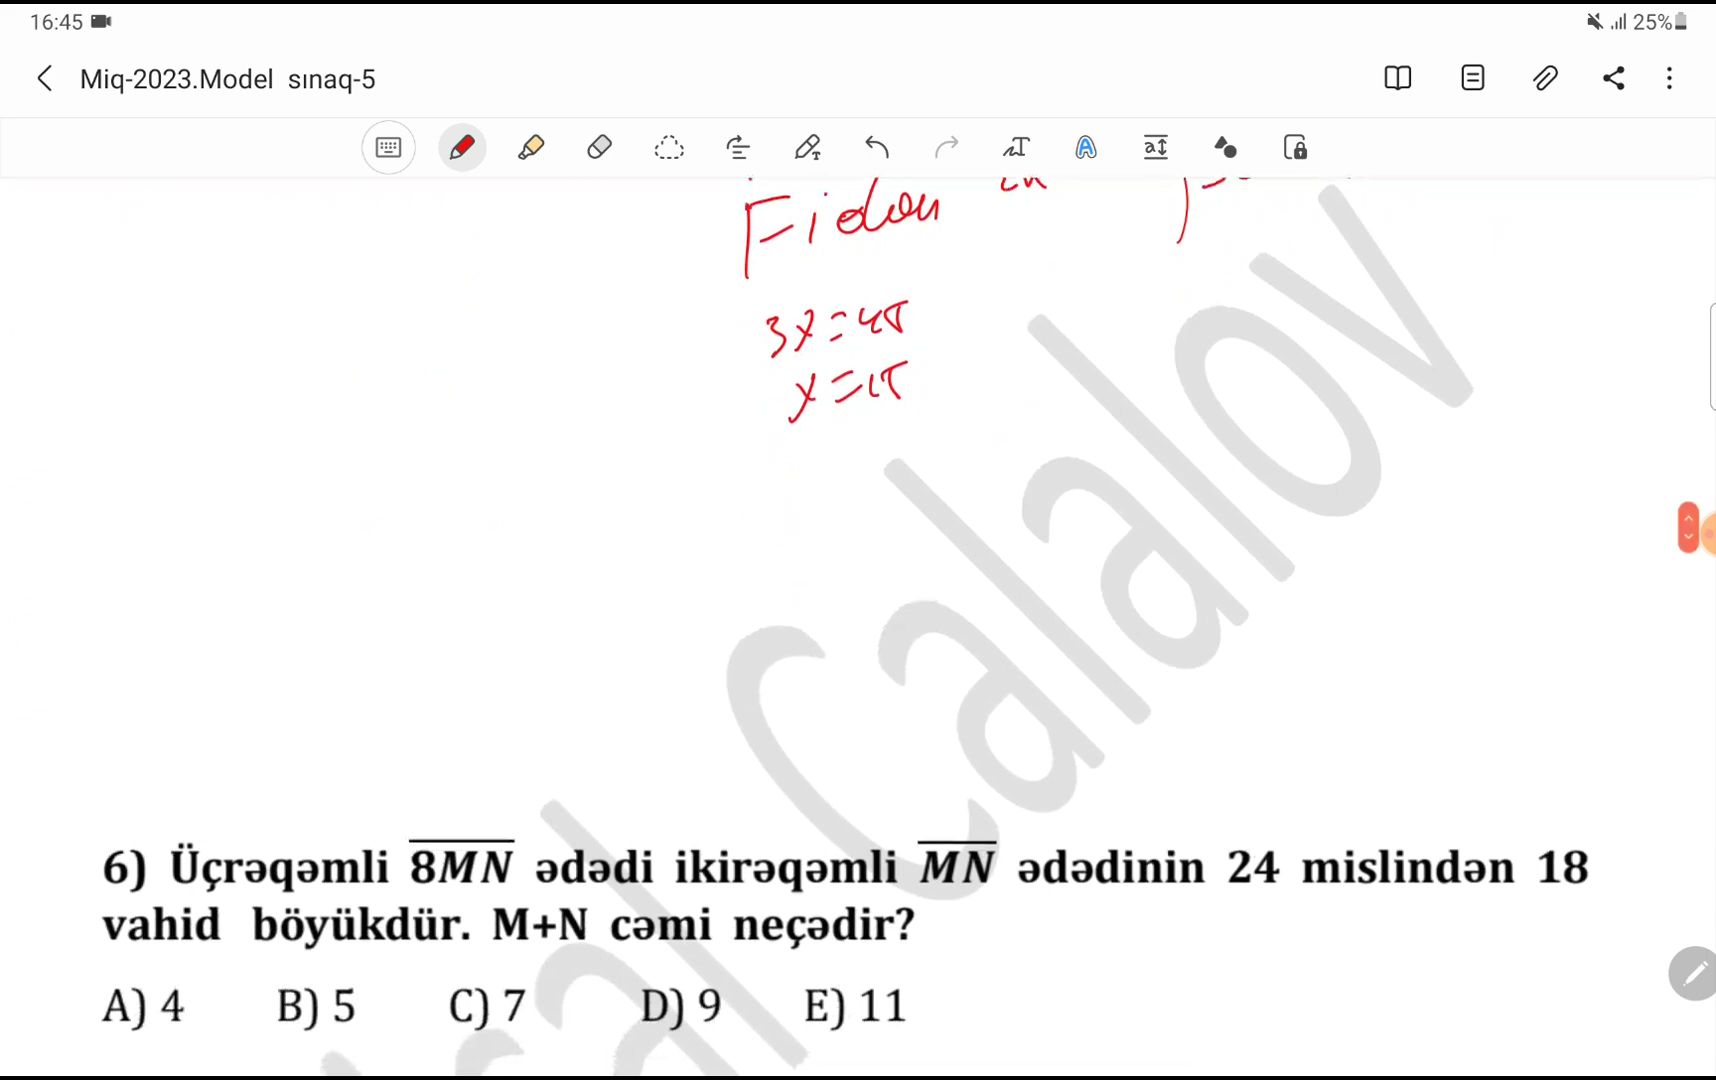 16:45
25%
Miq-2023.Model sınaq-5
Fidan
3x=45
x=15
Calalov
6) Üçrəqəmli 8MN ədədi ikirəqəmli MN ədədinin 24 mislindən 18
vahid böyükdür. M+N cəmi neçədir?
A) 4 B) 5 C) 7 D) 9 E) 11